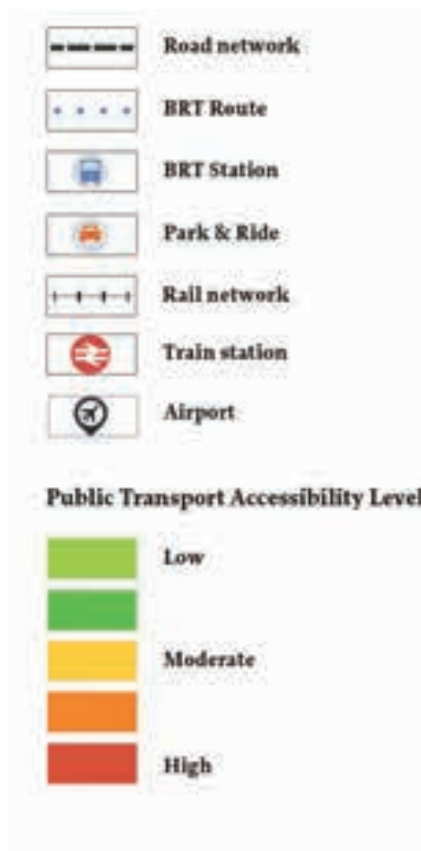 Road network
BRT Route
BRT Station
Park & Ride
Rail network
Train station
Airport
Public Transport Accessibility Level
Low
Moderate
High